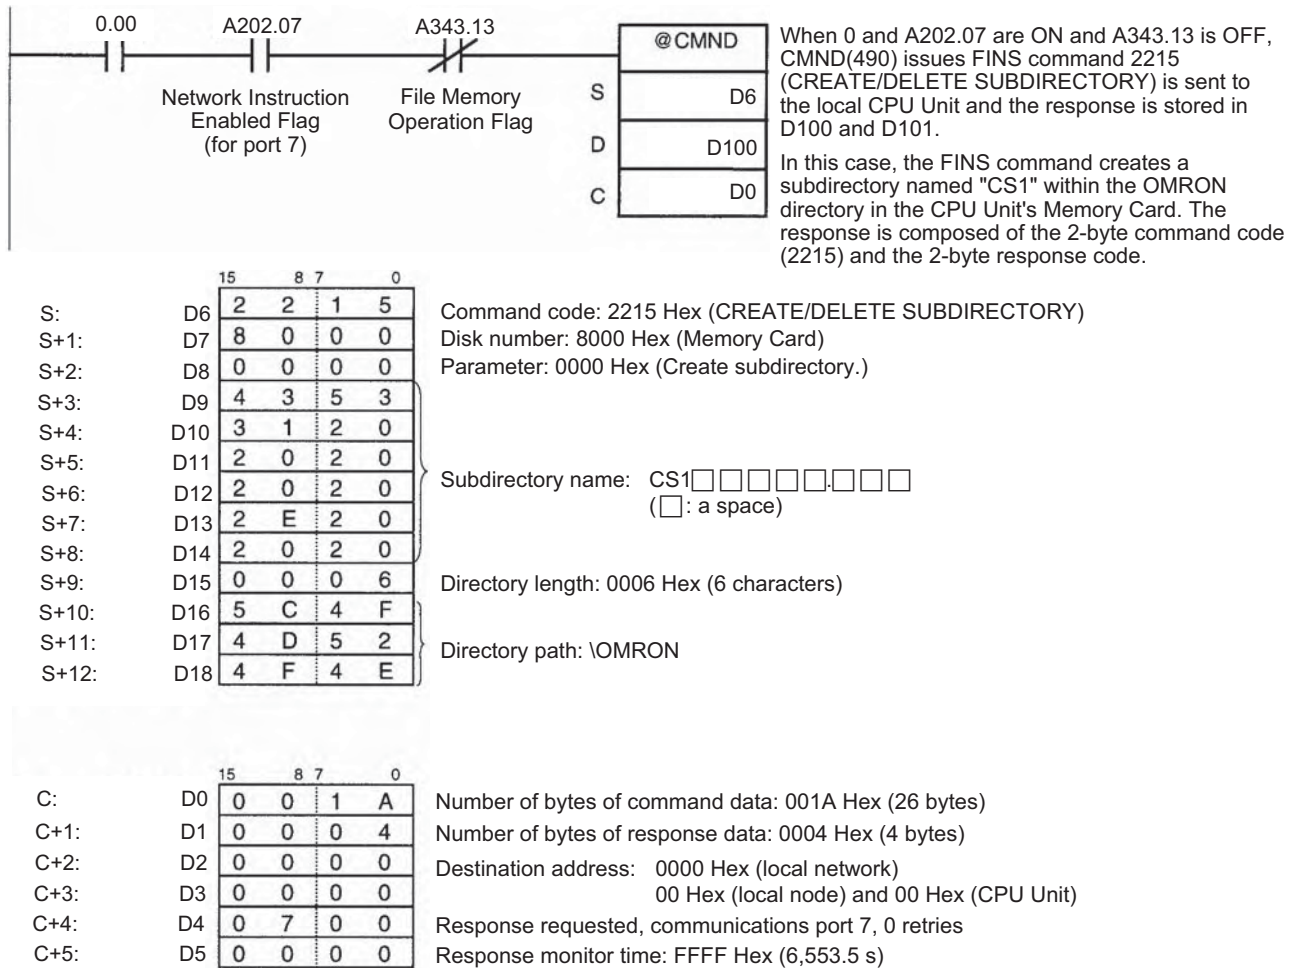 0.00 A202.07 A343.13
Network Instruction
Enabled Flag
(for port 7)
File Memory
Operation Flag
@CMND
S D6
D D100
C D0
When 0 and A202.07 are ON and A343.13 is OFF,
CMND(490) issues FINS command 2215
(CREATE/DELETE SUBDIRECTORY) is sent to
the local CPU Unit and the response is stored in
D100 and D101.
In this case, the FINS command creates a
subdirectory named "CS1" within the OMRON
directory in the CPU Unit's Memory Card. The
response is composed of the 2-byte command code
(2215) and the 2-byte response code.
15 8 7 0
S: D6 2 2 1 5 Command code: 2215 Hex (CREATE/DELETE SUBDIRECTORY)
S+1: D7 8 0 0 0 Disk number: 8000 Hex (Memory Card)
S+2: D8 0 0 0 0 Parameter: 0000 Hex (Create subdirectory.)
S+3: D9 4 3 5 3
S+4: D10 3 1 2 0
S+5: D11 2 0 2 0
S+6: D12 2 0 2 0
S+7: D13 2 E 2 0
S+8: D14 2 0 2 0
Subdirectory name: CS1□□□□□.□□□
(□: a space)
S+9: D15 0 0 0 6 Directory length: 0006 Hex (6 characters)
S+10: D16 5 C 4 F
S+11: D17 4 D 5 2
S+12: D18 4 F 4 E
Directory path: \OMRON
15 8 7 0
C: D0 0 0 1 A Number of bytes of command data: 001A Hex (26 bytes)
C+1: D1 0 0 0 4 Number of bytes of response data: 0004 Hex (4 bytes)
C+2: D2 0 0 0 0 Destination address: 0000 Hex (local network)
C+3: D3 0 0 0 0 00 Hex (local node) and 00 Hex (CPU Unit)
C+4: D4 0 7 0 0 Response requested, communications port 7, 0 retries
C+5: D5 0 0 0 0 Response monitor time: FFFF Hex (6,553.5 s)